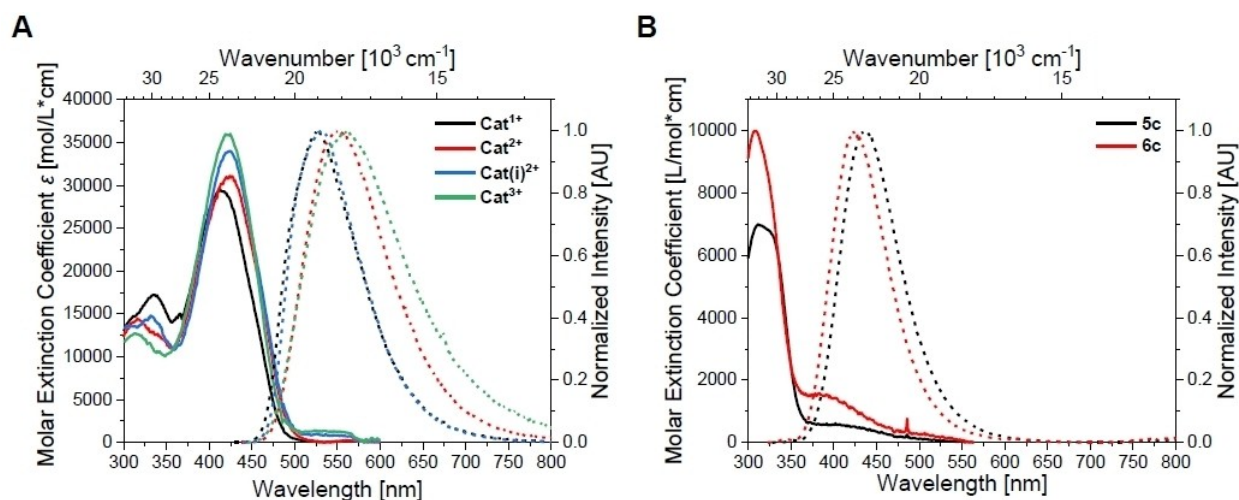 A
Wavenumber [10³ cm⁻¹]
30 25 20 15
40000
35000
30000
25000
20000
15000
10000
5000
0
Molar Extinction Coefficient ε [mol/L*cm]
Cat¹⁺
Cat²⁺
Cat(i)²⁺
Cat³⁺
1.0
0.8
0.6
0.4
0.2
0.0
Normalized Intensity [AU]
300 350 400 450 500 550 600 650 700 750 800
Wavelength [nm]
B
Wavenumber [10³ cm⁻¹]
30 25 20 15
10000
8000
6000
4000
2000
0
Molar Extinction Coefficient [L/mol*cm]
5c
6c
1.0
0.8
0.6
0.4
0.2
0.0
Normalized Intensity [AU]
300 350 400 450 500 550 600 650 700 750 800
Wavelength [nm]